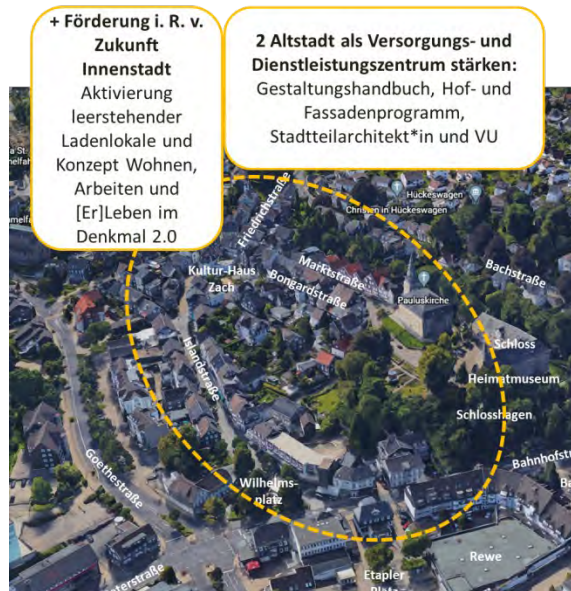 + Förderung i. R. v.
Zukunft
Innenstadt
Aktivierung
leerstehender
Ladenlokale und
Konzept Wohnen,
Arbeiten und
[Er]Leben im
Denkmal 2.0
2 Altstadt als Versorgungs- und
Dienstleistungszentrum stärken:
Gestaltungshandbuch, Hof- und
Fassadenprogramm,
Stadtteilarchitekt*in und VU
Hückeswagen
Christen in Hückeswagen
Friedrichstraße
Marktstraße
Bachstraße
Kultur-Haus
Zach
Bongardstraße
Pauluskirche
Schloss
Islandstraße
Heimatmuseum
Schlosshagen
Goethestraße
Bahnhofst
Wilhelms-
platz
Rewe
Etapler